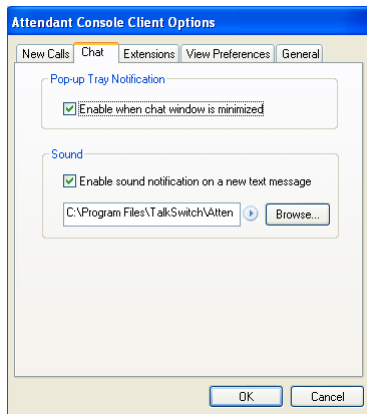 Attendant Console Client Options
New Calls Chat Extensions View Preferences General
Pop-up Tray Notification
Enable when chat window is minimized
Sound
Enable sound notification on a new text message
C:\Program Files\TalkSwitch\Atten Browse...
OK Cancel